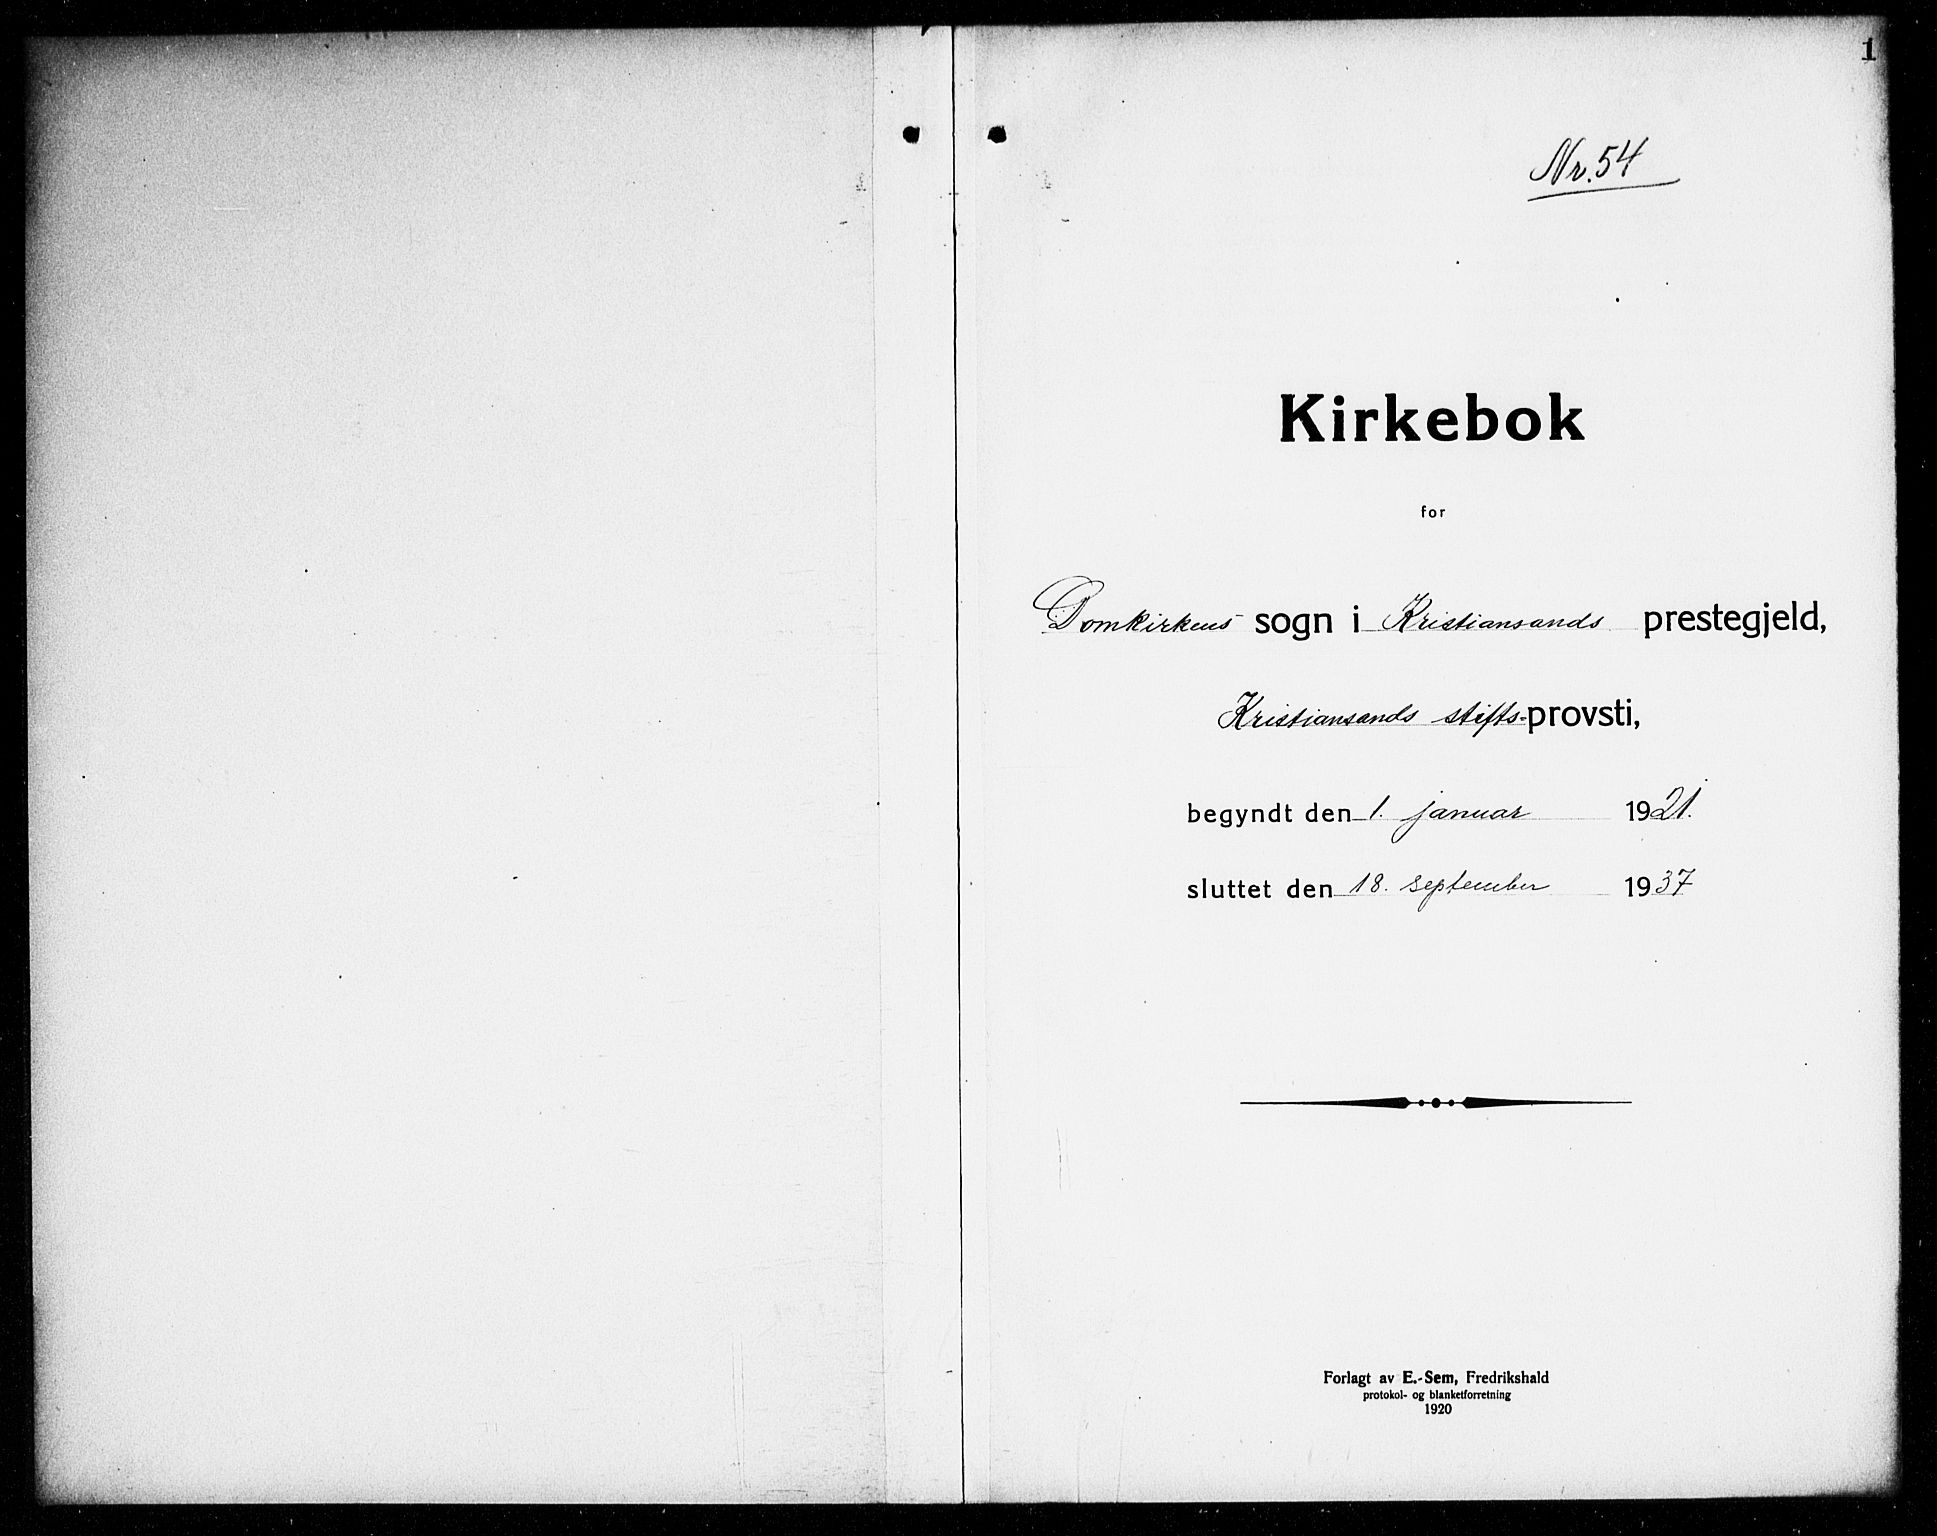 1
Nr. 54
Kirkebok
for
Domkirkens sogn i Kristiansands prestegjeld,
Kristiansands stifts-provsti,
begyndt den 1. januar 1921.
sluttet den 18. september 1937
Forlagt av E. Sem, Fredrikshald
protokol- og blanketforretning
1920